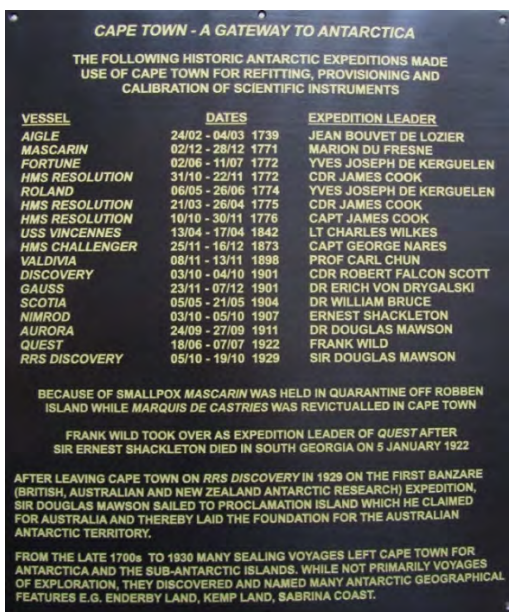 CAPE TOWN - A GATEWAY TO ANTARCTICA
THE FOLLOWING HISTORIC ANTARCTIC EXPEDITIONS MADE
USE OF CAPE TOWN FOR REFITTING, PROVISIONING AND
CALIBRATION OF SCIENTIFIC INSTRUMENTS
VESSEL DATES EXPEDITION LEADER
AIGLE 24/02 - 04/03 1739 JEAN BOUVET DE LOZIER
MASCARIN 02/12 - 28/12 1771 MARION DU FRESNE
FORTUNE 02/06 - 11/07 1772 YVES JOSEPH DE KERGUELEN
HMS RESOLUTION 31/10 - 22/11 1772 CDR JAMES COOK
ROLAND 06/05 - 26/06 1774 YVES JOSEPH DE KERGUELEN
HMS RESOLUTION 21/03 - 26/04 1775 CDR JAMES COOK
HMS RESOLUTION 10/10 - 30/11 1776 CAPT JAMES COOK
USS VINCENNES 13/04 - 17/04 1842 LT CHARLES WILKES
HMS CHALLENGER 25/11 - 16/12 1873 CAPT GEORGE NARES
VALDIVIA 08/11 - 13/11 1898 PROF CARL CHUN
DISCOVERY 03/10 - 04/10 1901 CDR ROBERT FALCON SCOTT
GAUSS 23/11 - 07/12 1901 DR ERICH VON DRYGALSKI
SCOTIA 05/05 - 21/05 1904 DR WILLIAM BRUCE
NIMROD 03/10 - 05/10 1907 ERNEST SHACKLETON
AURORA 24/09 - 27/09 1911 DR DOUGLAS MAWSON
QUEST 18/06 - 07/07 1922 FRANK WILD
RRS DISCOVERY 05/10 - 19/10 1929 SIR DOUGLAS MAWSON
BECAUSE OF SMALLPOX MASCARIN WAS HELD IN QUARANTINE OFF ROBBEN
ISLAND WHILE MARQUIS DE CASTRIES WAS REVICTUALLED IN CAPE TOWN
FRANK WILD TOOK OVER AS EXPEDITION LEADER OF QUEST AFTER
SIR ERNEST SHACKLETON DIED IN SOUTH GEORGIA ON 5 JANUARY 1922
AFTER LEAVING CAPE TOWN ON RRS DISCOVERY IN 1929 ON THE FIRST BANZARE
(BRITISH, AUSTRALIAN AND NEW ZEALAND ANTARCTIC RESEARCH) EXPEDITION,
SIR DOUGLAS MAWSON SAILED TO PROCLAMATION ISLAND WHICH HE CLAIMED
FOR AUSTRALIA AND THEREBY LAID THE FOUNDATION FOR THE AUSTRALIAN
ANTARCTIC TERRITORY.
FROM THE LATE 1700s TO 1930 MANY SEALING VOYAGES LEFT CAPE TOWN FOR
ANTARCTICA AND THE SUB-ANTARCTIC ISLANDS. WHILE NOT PRIMARILY VOYAGES
OF EXPLORATION, THEY DISCOVERED AND NAMED MANY ANTARCTIC GEOGRAPHICAL
FEATURES E.G. ENDERBY LAND, KEMP LAND, SABRINA COAST.